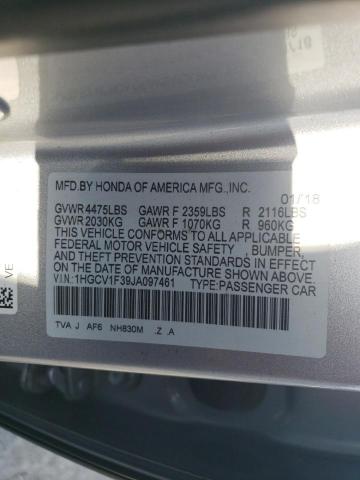 MFD.BY HONDA OF AMERICA MFG.,INC. 01/18
GVWR 4475LBS GAWR F 2359LBS R 2116LBS
GVWR 2030KG GAWR F 1070KG R 960KG
THIS VEHICLE CONFORMS TO ALL APPLICABLE
FEDERAL MOTOR VEHICLE SAFETY BUMPER,
AND THEFT PREVENTION STANDARDS IN EFFECT
ON THE DATE OF MANUFACTURE SHOWN ABOVE.
V.I.N.: 1HGCV1F39JA097461 TYPE:PASSENGER CAR
TVA J AF6 NH830M .Z .A
VE